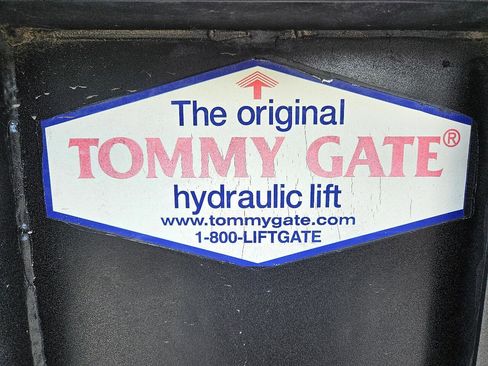 The original
TOMMY GATE®
hydraulic lift
www.tommygate.com
1-800-LIFTGATE